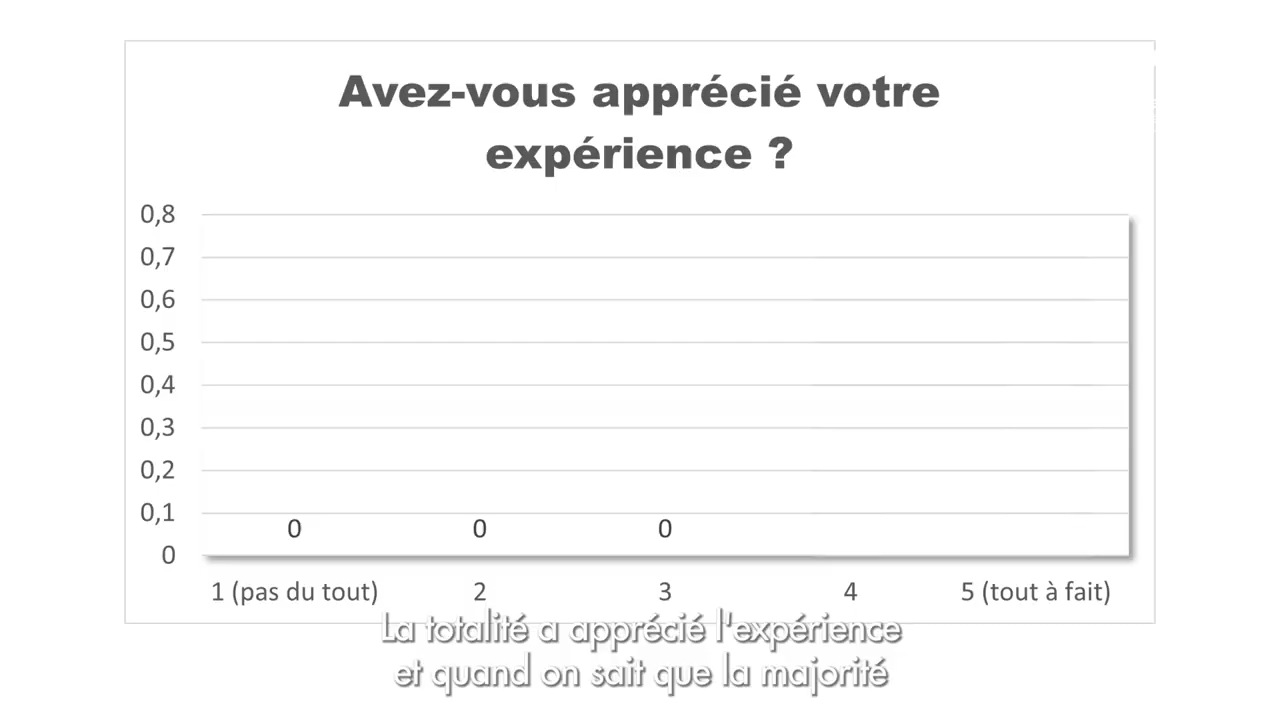 Avez-vous apprécié votre
expérience ?
0,8
0,7
0,6
0,5
0,4
0,3
0,2
0,1
0
0 0 0
1 (pas du tout) 2 3 4 5 (tout à fait)
La totalité a apprécié l'expérience
et quand on sait que la majorité